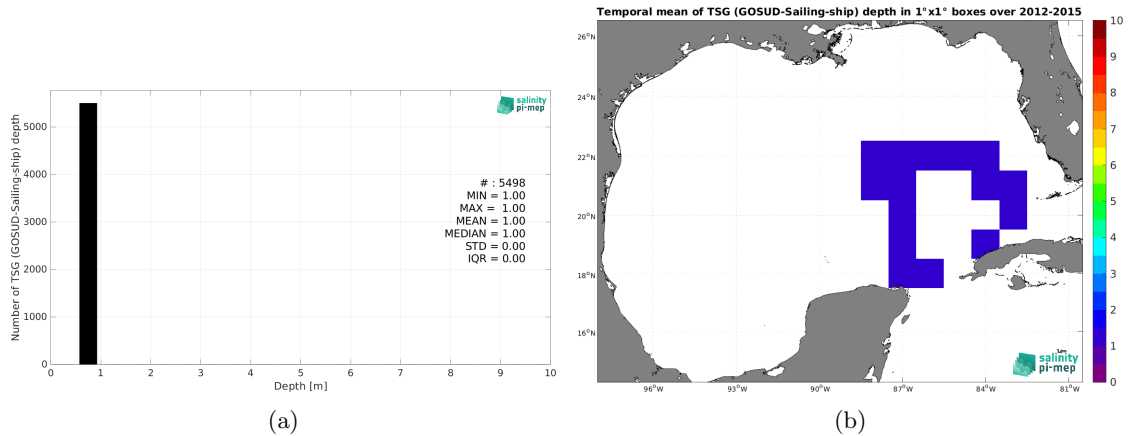 Number of TSG (GOSUD-Sailing-ship) depth
5000
4000
3000
2000
1000
0
0 1 2 3 4 5 6 7 8 9 10
Depth [m]
salinity
pi-mep
# : 5498
MIN = 1.00
MAX = 1.00
MEAN = 1.00
MEDIAN = 1.00
STD = 0.00
IQR = 0.00
(a)
Temporal mean of TSG (GOSUD-Sailing-ship) depth in 1°x1° boxes over 2012-2015
26°N
24°N
22°N
20°N
18°N
16°N
96°W 93°W 90°W 87°W 84°W 81°W
salinity
pi-mep
10
9
8
7
6
5
4
3
2
1
0
(b)